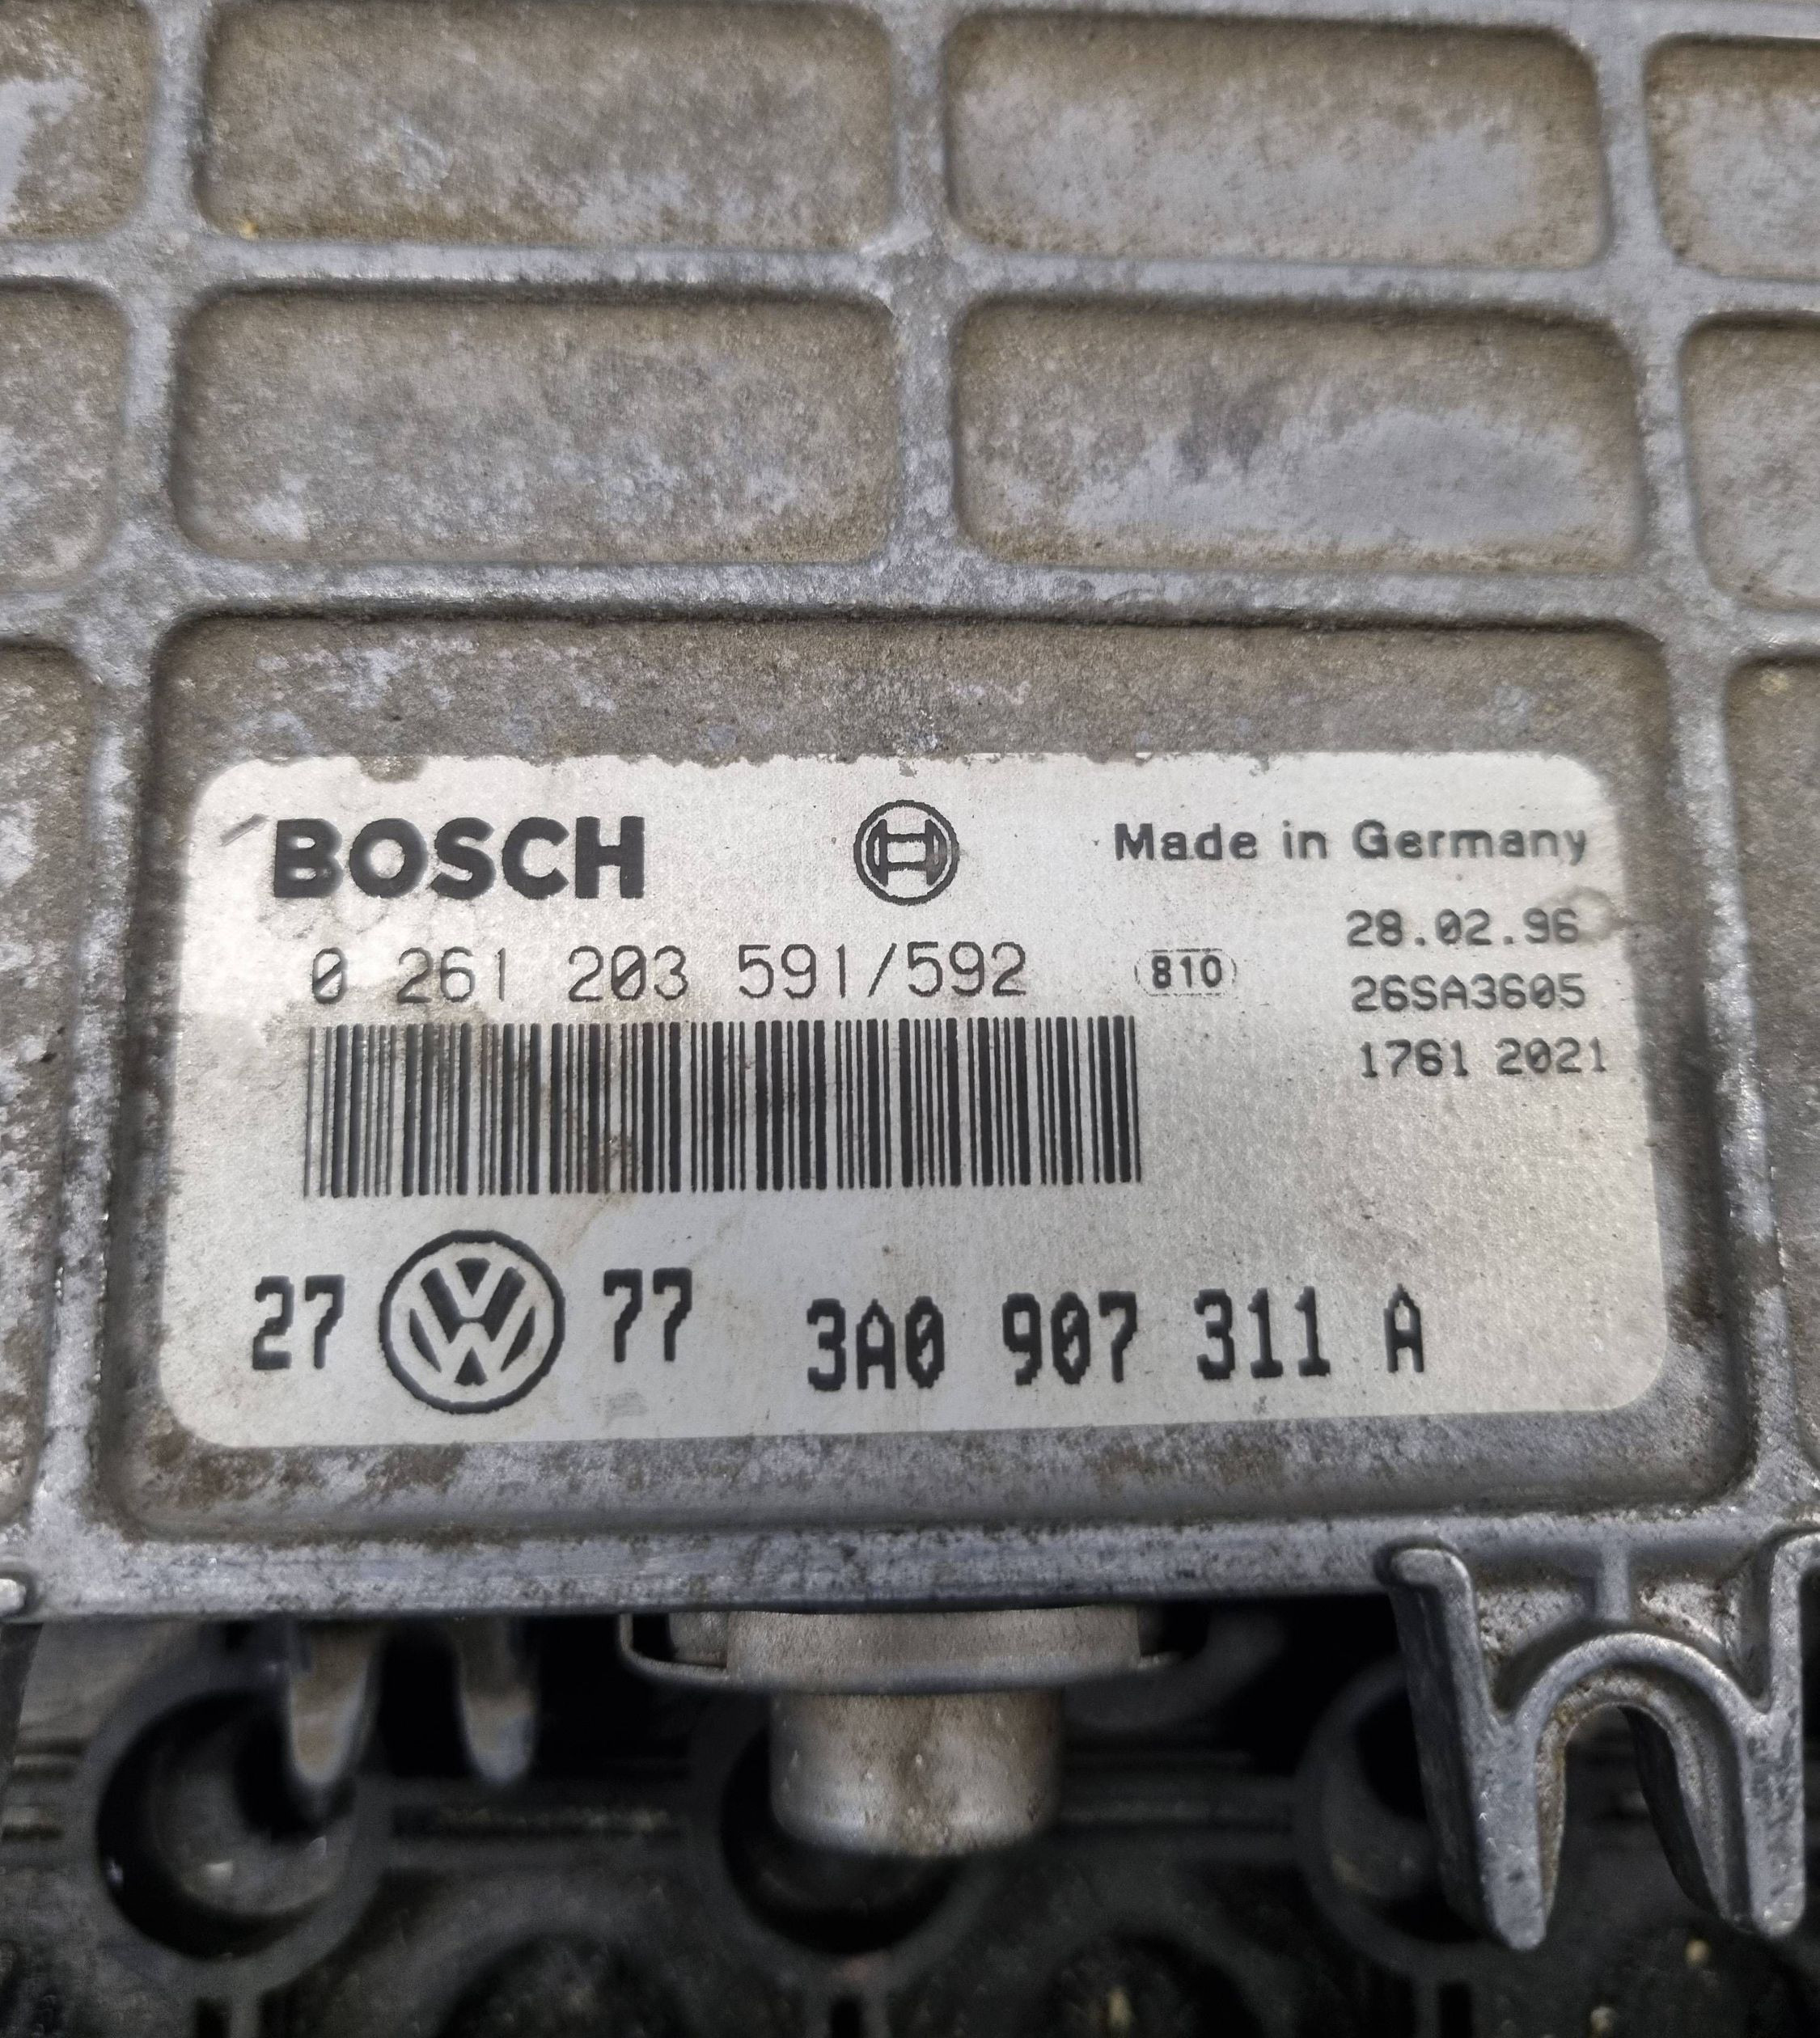 BOSCH Made in Germany
28.02.96
0 261 203 591/592 810
26SA3605
1761 2021
27 77 3A0 907 311 A